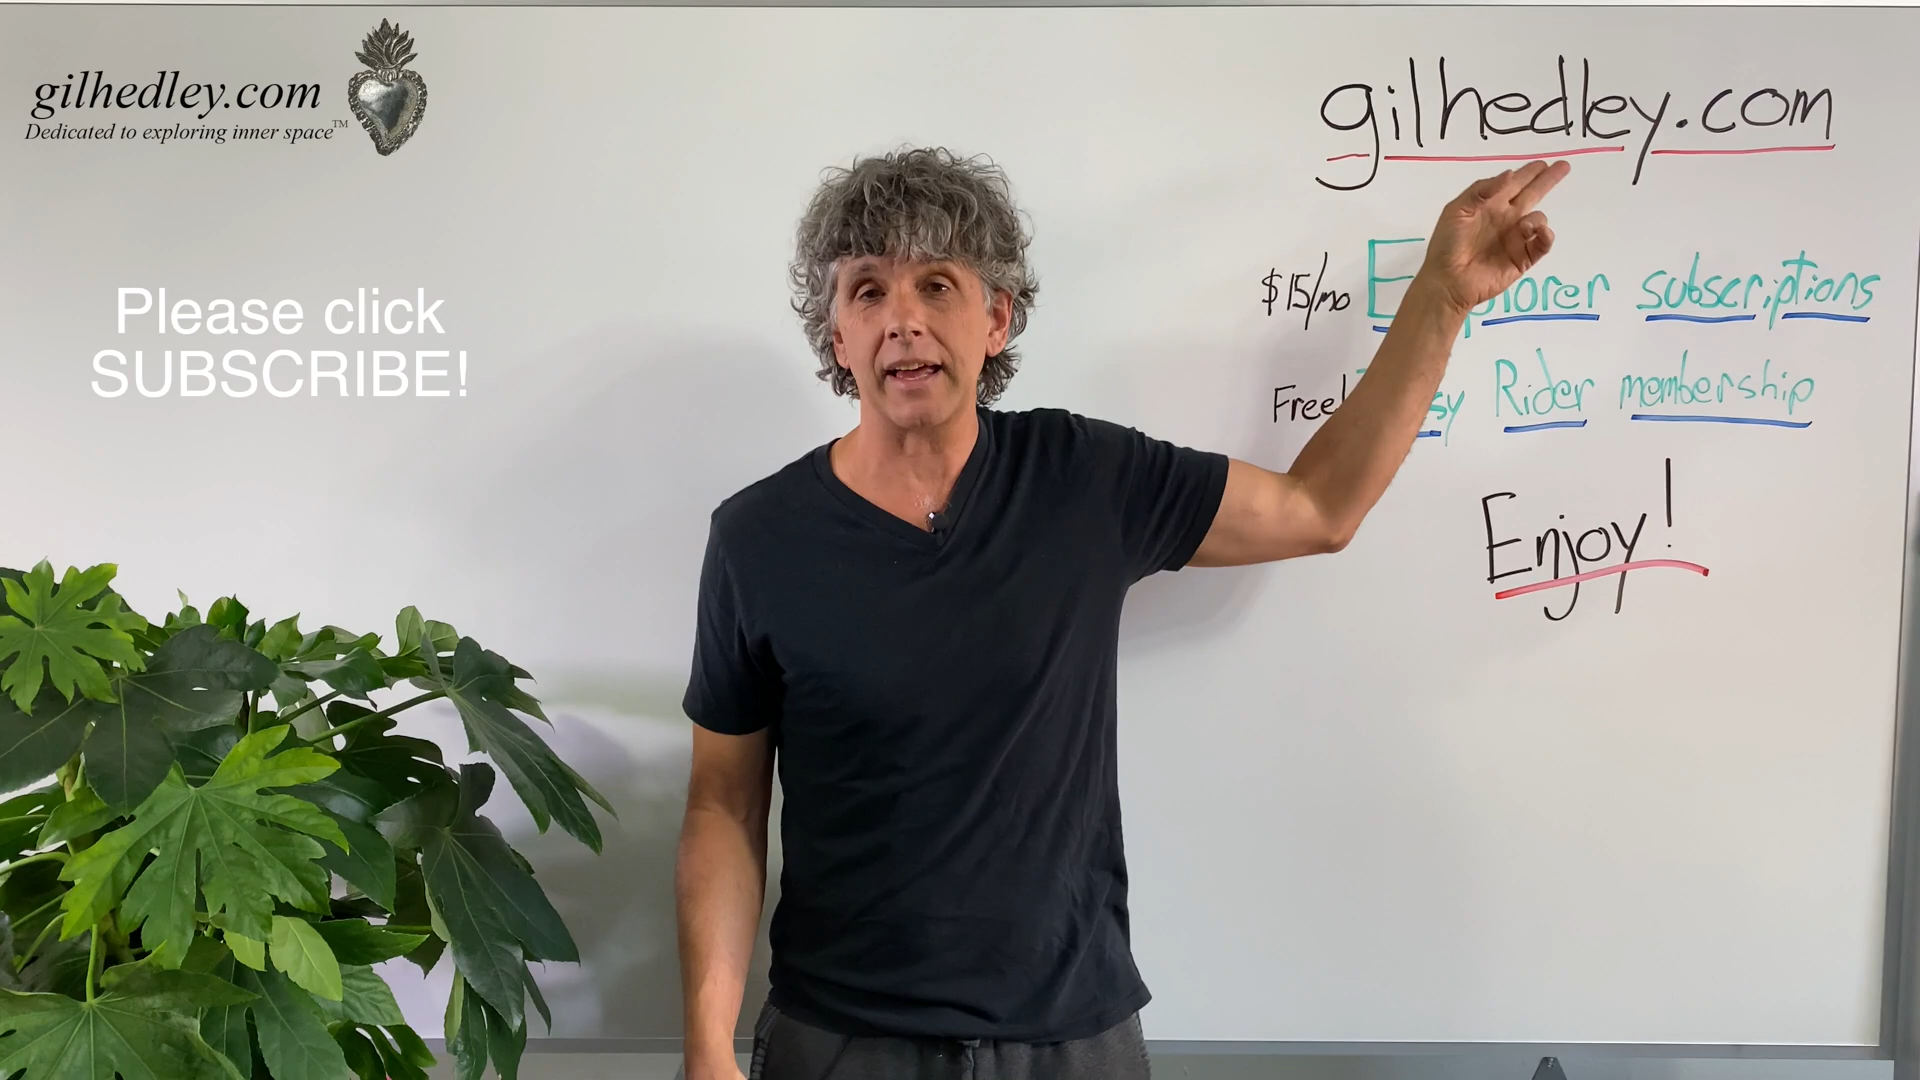 gilhedley.com
Dedicated to exploring inner space™
Please click
SUBSCRIBE!
gilhedley.com
$15/mo Explorer subscriptions
Free! Rider membership
Enjoy!